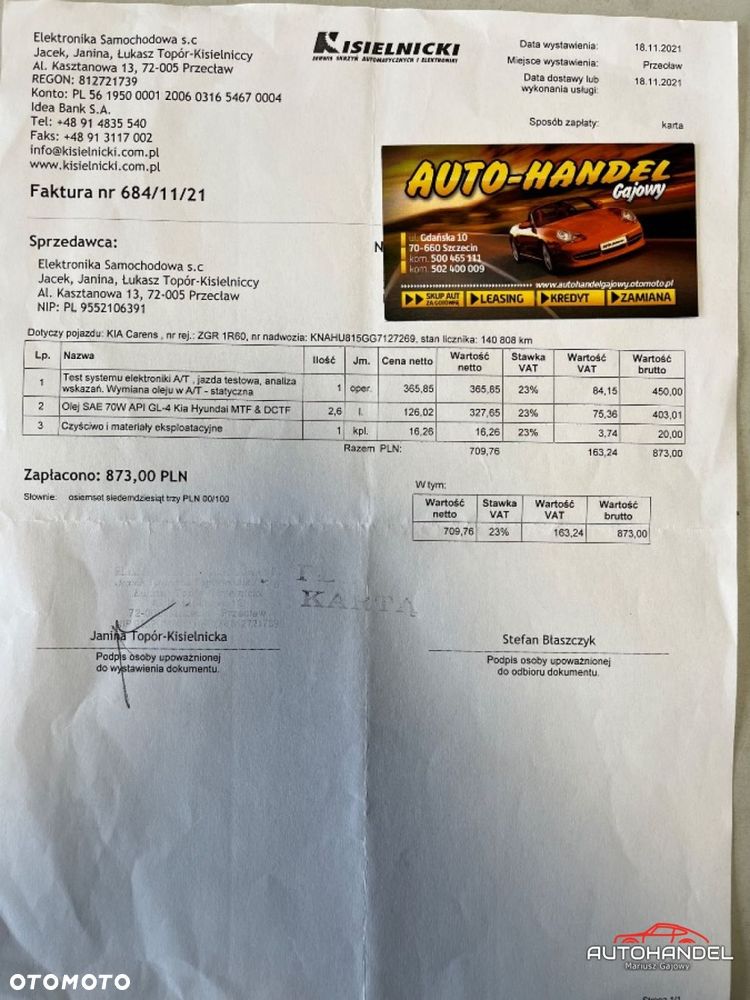 Elektronika Samochodowa s.c
Jacek, Janina, Łukasz Topór-Kisielniccy
Al. Kasztanowa 13, 72-005 Przecław
REGON: 812721739
Konto: PL 56 1950 0001 2006 0316 5467 0004
Idea Bank S.A.
Tel: +48 91 4835 540
Faks: +48 91 3117 002
info@kisielnicki.com.pl
www.kisielnicki.com.pl
KISIELNICKI
SERWIS SKRZYŃ AUTOMATYCZNYCH I ELEKTRONIKI
Data wystawienia: 18.11.2021
Miejsce wystawienia: Przecław
Data dostawy lub
wykonania usługi: 18.11.2021
Sposób zapłaty: karta
Faktura nr 684/11/21
AUTO-HANDEL
Gajowy
ul. Gdańska 10
70-660 Szczecin
kom. 500 465 111
kom. 502 400 009
www.autohandelgajowy.otomoto.pl
SKUP AUT
ZA GOTÓWKĘ
LEASING
KREDYT
ZAMIANA
Sprzedawca:
N
Elektronika Samochodowa s.c
Jacek, Janina, Łukasz Topór-Kisielniccy
Al. Kasztanowa 13, 72-005 Przecław
NIP: PL 9552106391
Dotyczy pojazdu: KIA Carens , nr rej.: ZGR 1R60, nr nadwozia: KNAHU815GG7127269, stan licznika: 140 808 km
Lp. Nazwa Ilość Jm. Cena netto Wartość netto Stawka VAT Wartość VAT Wartość brutto
1 Test systemu elektroniki A/T , jazda testowa, analiza
wskazań. Wymiana oleju w A/T - statyczna 1 oper. 365,85 365,85 23% 84,15 450,00
2 Olej SAE 70W API GL-4 Kia Hyundai MTF & DCTF 2,6 l. 126,02 327,65 23% 75,36 403,01
3 Czyściwo i materiały eksploatacyjne 1 kpl. 16,26 16,26 23% 3,74 20,00
Razem PLN: 709,76 163,24 873,00
Zapłacono: 873,00 PLN
Słownie: osiemset siedemdziesiąt trzy PLN 00/100
W tym:
Wartość netto Stawka VAT Wartość VAT Wartość brutto
709,76 23% 163,24 873,00
KARTĄ
Przecław
Janina Topór-Kisielnicka
Podpis osoby upoważnionej
do wystawienia dokumentu.
Stefan Błaszczyk
Podpis osoby upoważnionej
do odbioru dokumentu.
AUTOHANDEL
Mariusz Gajowy
OTOMOTO
Strona 1/1